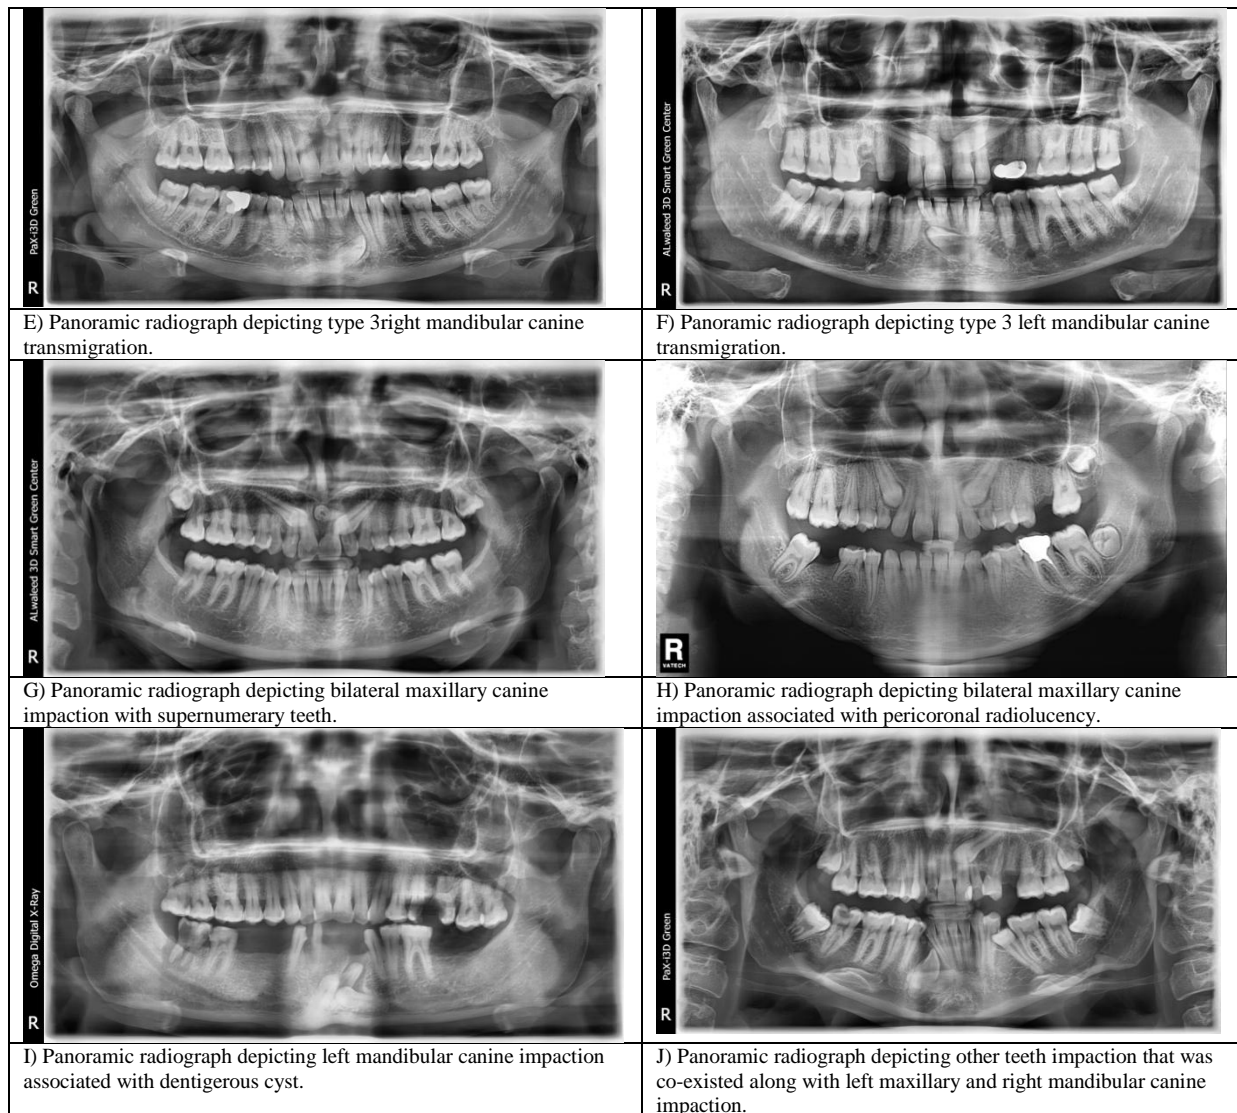 PaX-i3D Green
R
ALwaleed 3D Smart Green Center
R
E) Panoramic radiograph depicting type 3right mandibular canine
transmigration.
F) Panoramic radiograph depicting type 3 left mandibular canine
transmigration.
ALwaleed 3D Smart Green Center
R
R
VATECH
G) Panoramic radiograph depicting bilateral maxillary canine
impaction with supernumerary teeth.
H) Panoramic radiograph depicting bilateral maxillary canine
impaction associated with pericoronal radiolucency.
Omega Digital X-Ray
R
PaX-i3D Green
R
I) Panoramic radiograph depicting left mandibular canine impaction
associated with dentigerous cyst.
J) Panoramic radiograph depicting other teeth impaction that was
co-existed along with left maxillary and right mandibular canine
impaction.